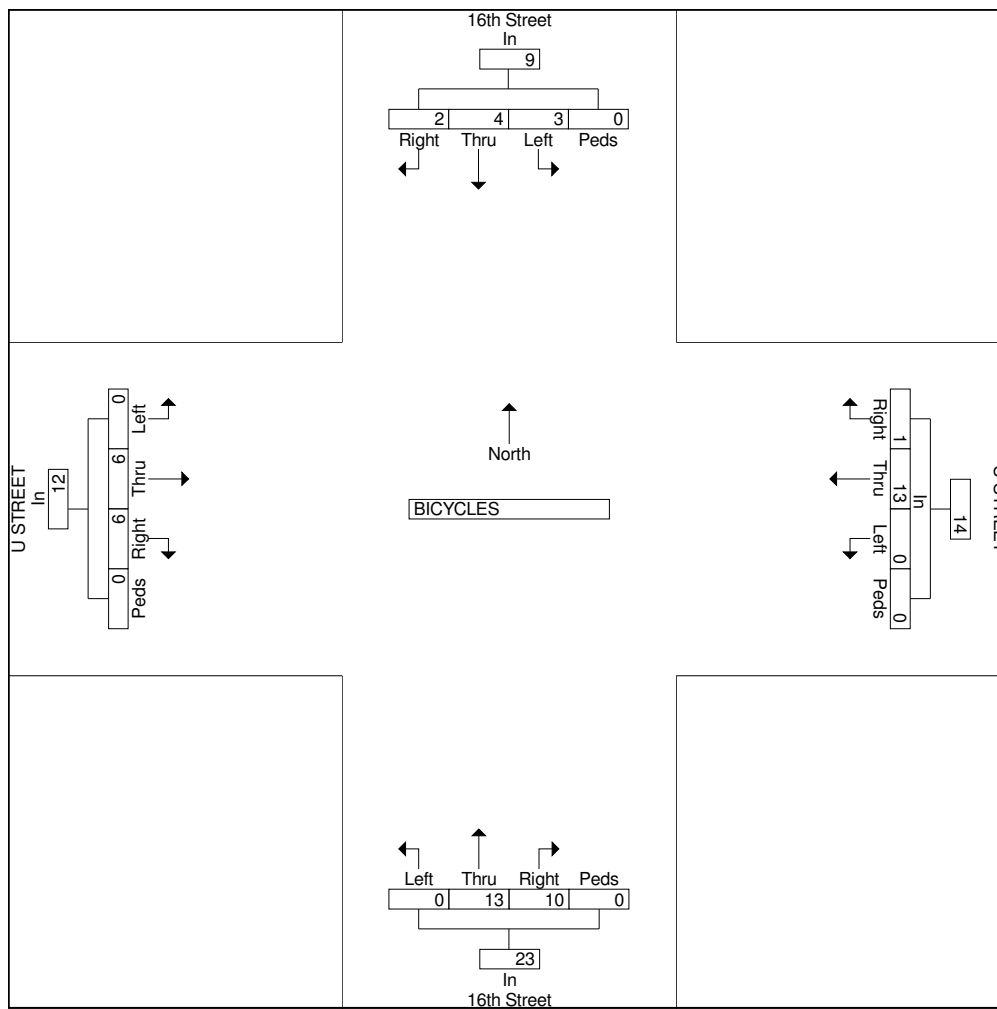 16th Street
In
9
2 4 3 0
Right Thru Left Peds
U STREET
In
12
0 6 6 0
Left Thru Right Peds
North
BICYCLES
Right Thru Left Peds
1 13 0 0
In
14
STREET
Left Thru Right Peds
0 13 10 0
23
In
16th Street